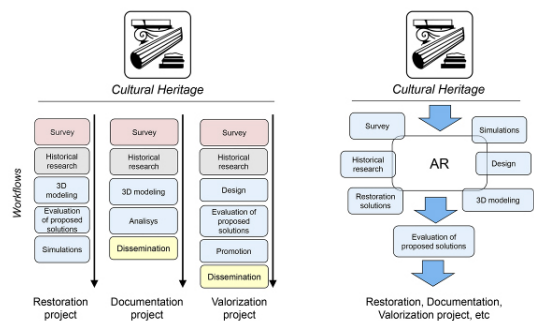 Cultural Heritage
Workflows
Survey
Historical
research
3D
modeling
Evaluation
of proposed
solutions
Simulations
Restoration
project
Survey
Historical
research
3D modeling
Analisys
Dissemination
Documentation
project
Survey
Historical
research
Design
Evaluation of
proposed
solutions
Promotion
Dissemination
Valorization
project
Cultural Heritage
Survey
Simulations
Historical
research
AR
Design
Restoration
solutions
3D modeling
Evaluation of
proposed solutions
Restoration, Documentation,
Valorization project, etc